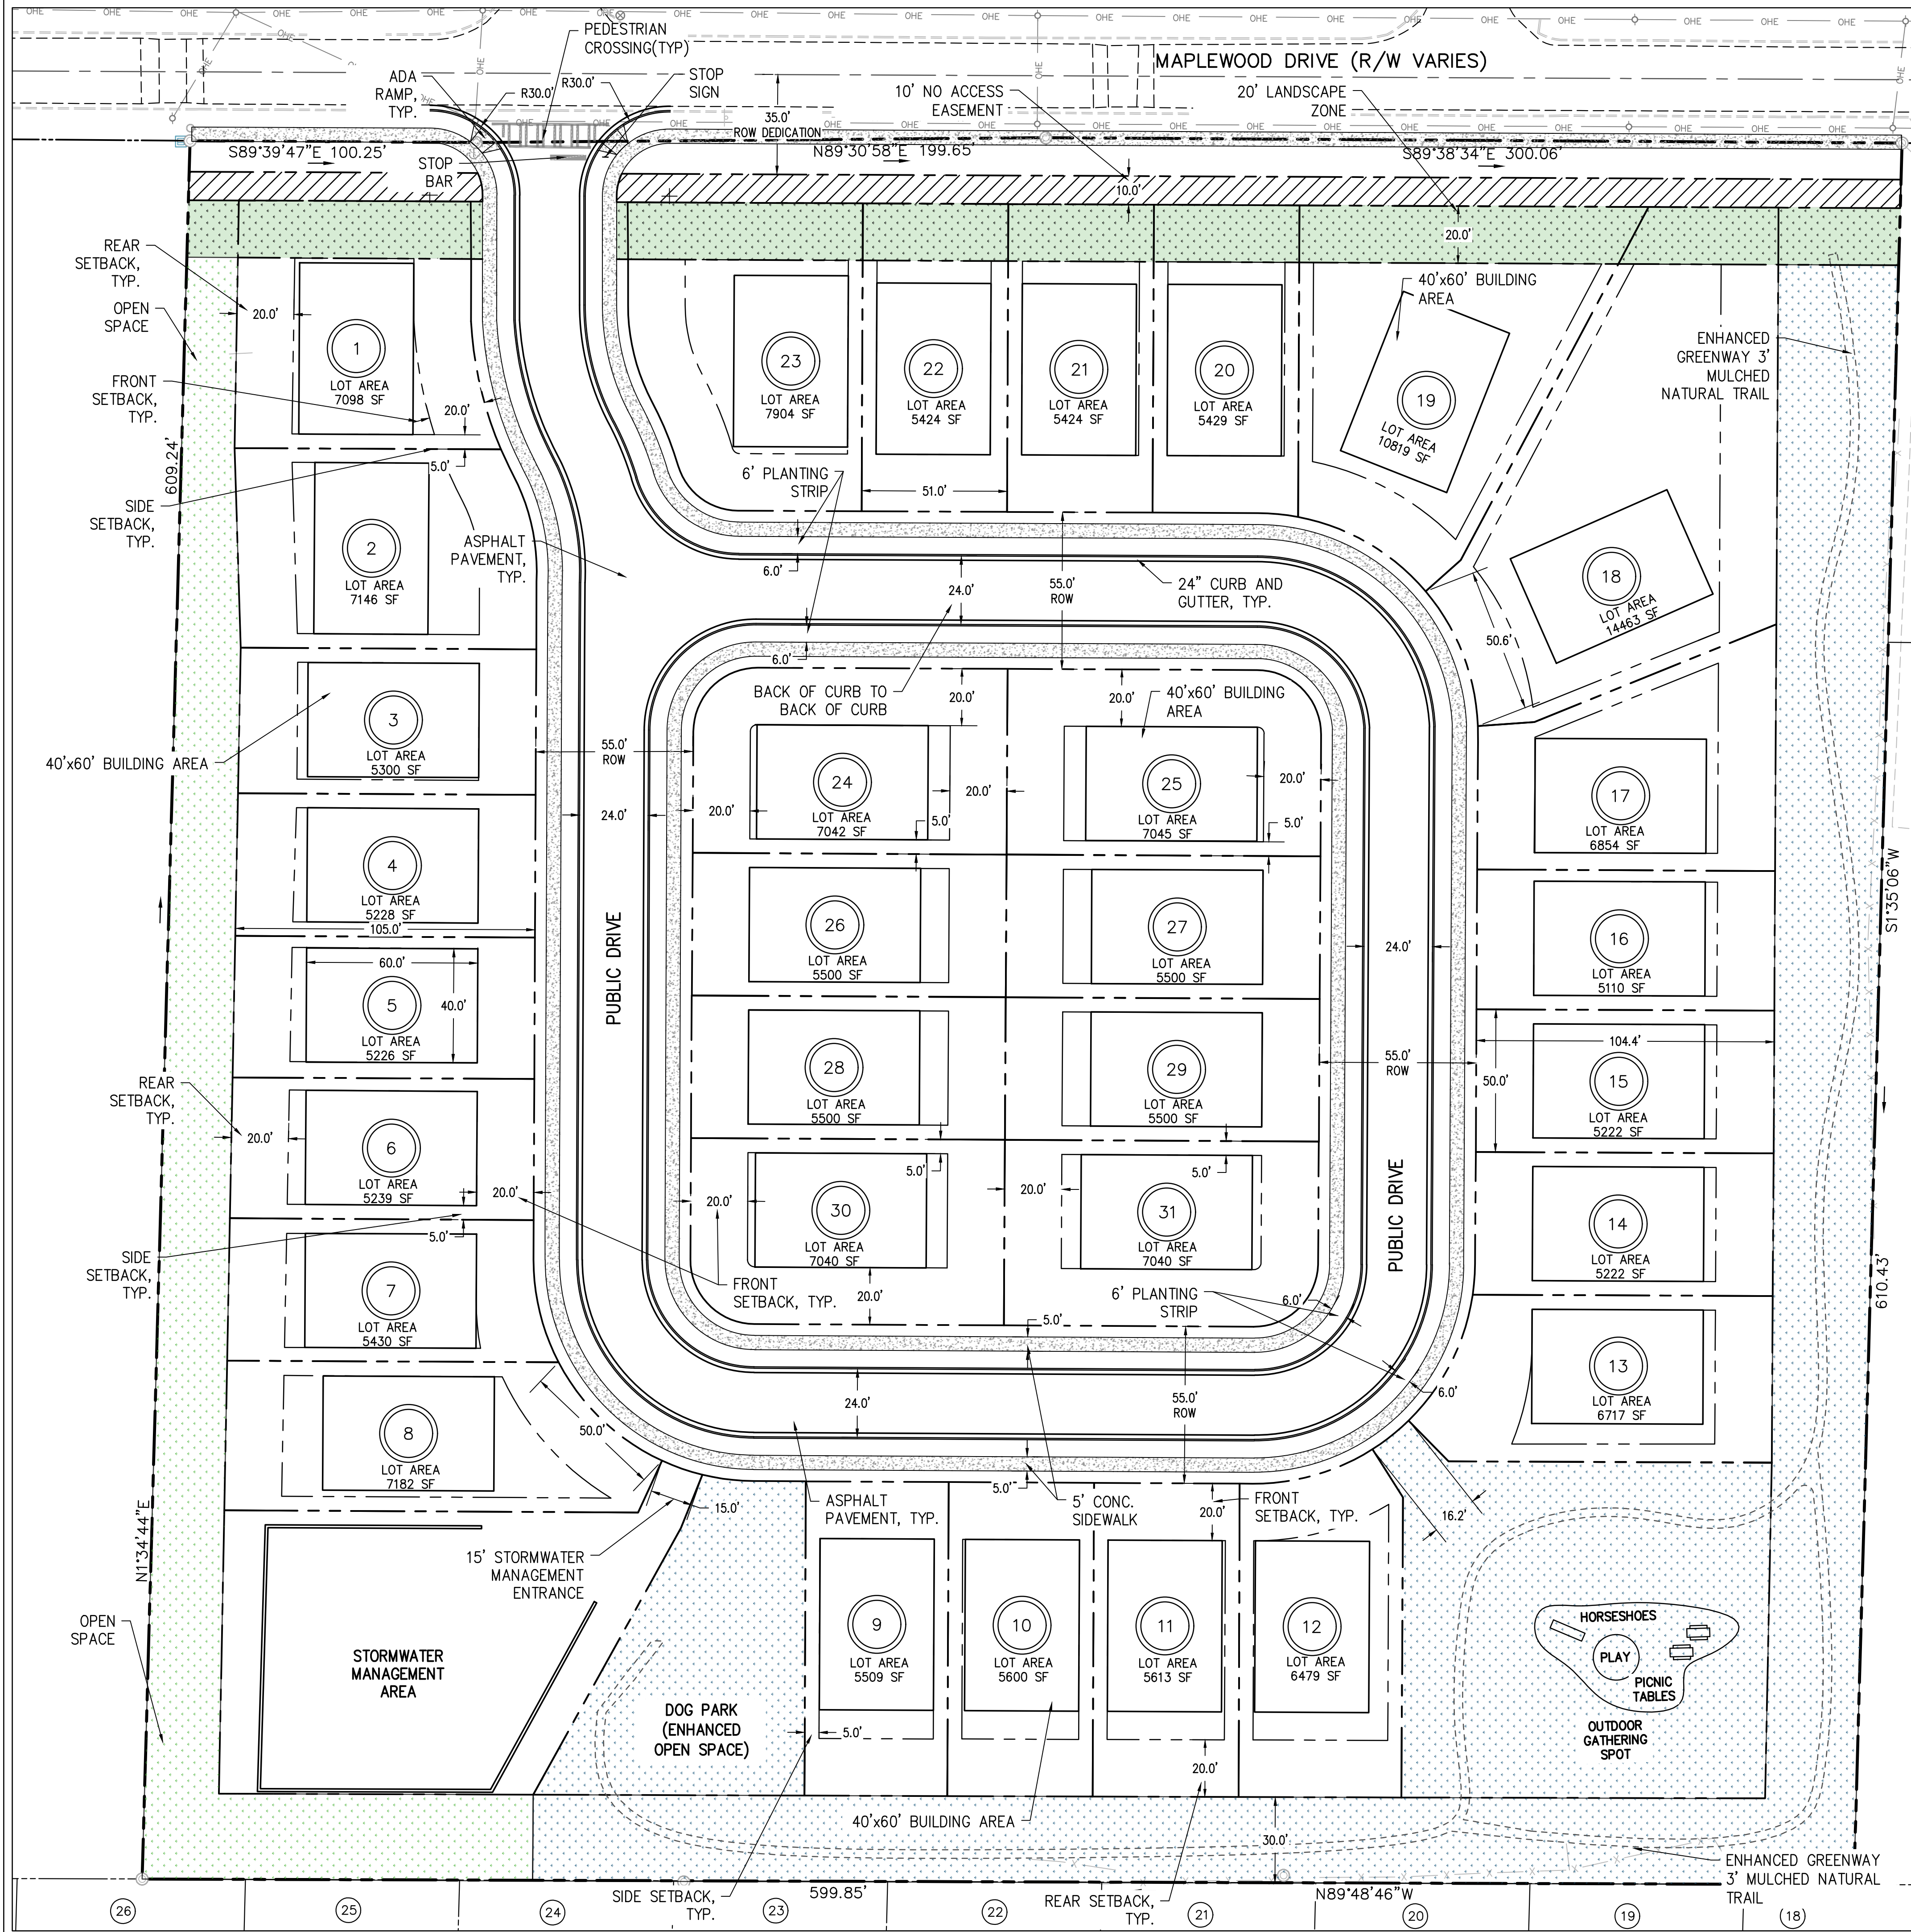 OHE OHE OHE OHE OHE OHE OHE OHE OHE OHE OHE OHE OHE OHE OHE OHE
PEDESTRIAN
CROSSING(TYP)
MAPLEWOOD DRIVE (R/W VARIES)
ADA
RAMP,
TYP.
R30.0'
R30.0'
STOP
SIGN
35.0'
ROW DEDICATION
10' NO ACCESS
EASEMENT
20' LANDSCAPE
ZONE
S89°39'47"E 100.25'
STOP
BAR
N89°30'58"E 199.65'
S89°38'34"E 300.06'
10.0'
20.0'
REAR
SETBACK,
TYP.
OPEN
SPACE
20.0'
FRONT
SETBACK,
TYP.
20.0'
5.0'
609.24'
SIDE
SETBACK,
TYP.
1
LOT AREA
7098 SF
23
LOT AREA
7904 SF
22
LOT AREA
5424 SF
21
LOT AREA
5424 SF
20
LOT AREA
5429 SF
40'x60' BUILDING
AREA
19
LOT AREA
10819 SF
ENHANCED
GREENWAY 3'
MULCHED
NATURAL TRAIL
2
LOT AREA
7146 SF
ASPHALT
PAVEMENT,
TYP.
6' PLANTING
STRIP
51.0'
6.0'
24.0'
55.0'
ROW
24" CURB AND
GUTTER, TYP.
18
LOT AREA
14463 SF
50.6'
6.0'
BACK OF CURB TO
BACK OF CURB
20.0'
20.0'
40'x60' BUILDING
AREA
3
LOT AREA
5300 SF
40'x60' BUILDING AREA
55.0'
ROW
24
LOT AREA
7042 SF
20.0'
20.0'
5.0'
25
LOT AREA
7045 SF
20.0'
5.0'
17
LOT AREA
6854 SF
24.0'
4
LOT AREA
5228 SF
105.0'
S1°35'06"W
PUBLIC DRIVE
26
LOT AREA
5500 SF
27
LOT AREA
5500 SF
24.0'
16
LOT AREA
5110 SF
60.0'
5
LOT AREA
5226 SF
40.0'
28
LOT AREA
5500 SF
29
LOT AREA
5500 SF
55.0'
ROW
50.0'
104.4'
15
LOT AREA
5222 SF
REAR
SETBACK,
TYP.
20.0'
6
LOT AREA
5239 SF
20.0'
5.0'
SIDE
SETBACK,
TYP.
30
LOT AREA
7040 SF
20.0'
5.0'
20.0'
31
LOT AREA
7040 SF
5.0'
20.0'
PUBLIC DRIVE
14
LOT AREA
5222 SF
7
LOT AREA
5430 SF
FRONT
SETBACK, TYP.
6' PLANTING
STRIP
6.0'
5.0'
610.43'
13
LOT AREA
6717 SF
6.0'
8
LOT AREA
7182 SF
50.0'
24.0'
55.0'
ROW
15.0'
ASPHALT
PAVEMENT, TYP.
5.0'
5' CONC.
SIDEWALK
20.0'
FRONT
SETBACK, TYP.
16.2'
N1°34'44"E
15' STORMWATER
MANAGEMENT
ENTRANCE
OPEN
SPACE
STORMWATER
MANAGEMENT
AREA
DOG PARK
(ENHANCED
OPEN SPACE)
9
LOT AREA
5509 SF
10
LOT AREA
5600 SF
11
LOT AREA
5613 SF
12
LOT AREA
6479 SF
HORSESHOES
PLAY
PICNIC
TABLES
OUTDOOR
GATHERING
SPOT
5.0'
20.0'
40'x60' BUILDING AREA
30.0'
ENHANCED GREENWAY
3' MULCHED NATURAL
TRAIL
SIDE SETBACK,
TYP.
599.85'
REAR SETBACK,
TYP.
N89°48'46"W
26 25 24 23 22 21 20 19 18